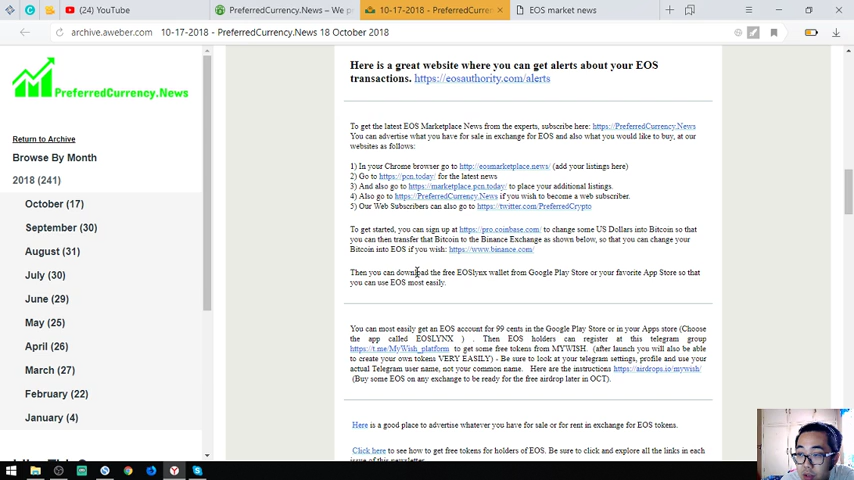 (24) YouTube
PreferredCurrency.News – We p
10-17-2018 - PreferredCurren
EOS market news
archive.aweber.com
10-17-2018 - PreferredCurrency.News 18 October 2018
PreferredCurrency.News
Return to Archive
Browse By Month
2018 (241)
October (17)
September (30)
August (31)
July (30)
June (29)
May (25)
April (26)
March (27)
February (22)
January (4)
Here is a great website where you can get alerts about your EOS
transactions. https://eosauthority.com/alerts
To get the latest EOS Marketplace News from the experts, subscribe here: https://PreferredCurrency.News
You can advertise what you have for sale in exchange for EOS and also what you would like to buy, at our
websites as follows:
1) In your Chrome browser go to http://eosmarketplace.news/ (add your listings here)
2) Go to https://pcn.today/ for the latest news
3) And also go to https://marketplace.pcn.today/ to place your additional listings.
4) Also go to https://PreferredCurrency.News if you wish to become a web subscriber.
5) Our Web Subscribers can also go to https://twitter.com/PreferredCrypto
To get started, you can sign up at https://pro.coinbase.com/ to change some US Dollars into Bitcoin so that
you can then transfer that Bitcoin to the Binance Exchange as shown below, so that you can change your
Bitcoin into EOS if you wish: https://www.binance.com/
Then you can download the free EOSlynx wallet from Google Play Store or your favorite App Store so that
you can use EOS most easily.
You can most easily get an EOS account for 99 cents in the Google Play Store or in your Apps store (Choose
the app called EOSLYNX ) . Then EOS holders can register at this telegram group
https://t.me/MyWish_platform to get some free tokens from MYWISH. (after launch you will also be able
to create your own tokens VERY EASILY) - Be sure to look at your telegram settings, profile and use your
actual Telegram user name, not your common name. Here are the instructions https://airdrops.io/mywish/
(Buy some EOS on any exchange to be ready for the free airdrop later in OCT).
Here is a good place to advertise whatever you have for sale or for rent in exchange for EOS tokens.
Click here to see how to get free tokens for holders of EOS. Be sure to click and explore all the links in each
issue of this newsletter.